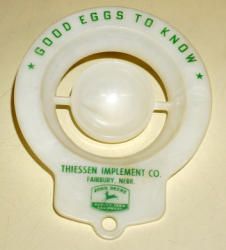 ★ GOOD EGGS TO KNOW ★
THIESSEN IMPLEMENT CO.
FAIRBURY, NEBR.
JOHN DEERE